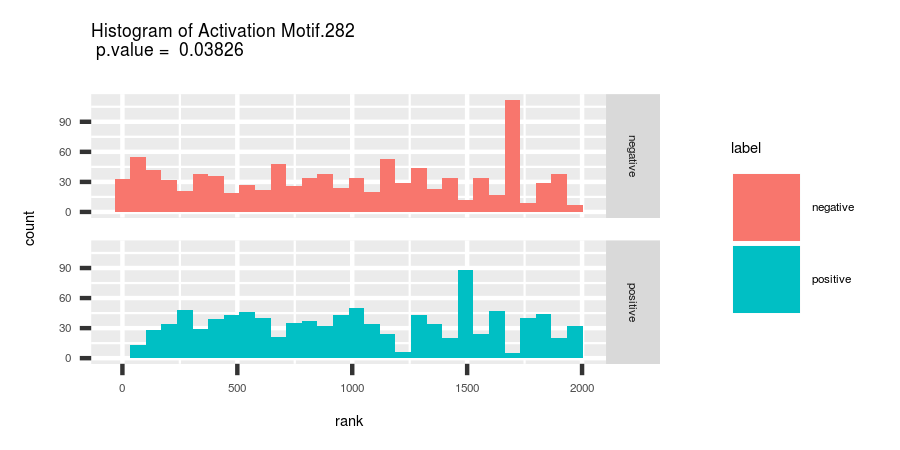 Histogram of Activation Motif.282
p.value =  0.03826
count
90
60
30
0
negative
90
60
30
0
positive
0 500 1000 1500 2000
rank
label
negative
positive